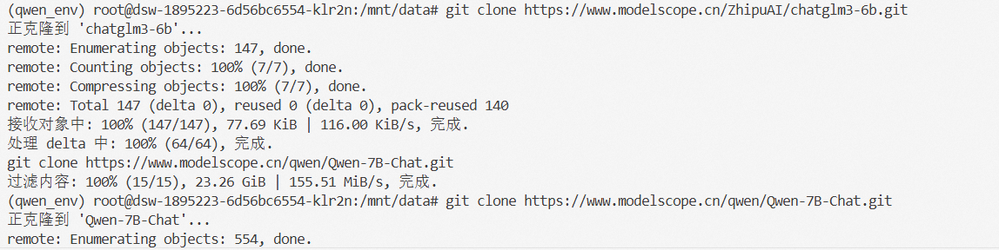 (qwen_env) root@dsw-1895223-6d56bc6554-klr2n:/mnt/data# git clone https://www.modelscope.cn/ZhipuAI/chatglm3-6b.git
正克隆到 'chatglm3-6b'...
remote: Enumerating objects: 147, done.
remote: Counting objects: 100% (7/7), done.
remote: Compressing objects: 100% (7/7), done.
remote: Total 147 (delta 0), reused 0 (delta 0), pack-reused 140
接收对象中: 100% (147/147), 77.69 KiB | 116.00 KiB/s, 完成.
处理 delta 中: 100% (64/64), 完成.
git clone https://www.modelscope.cn/qwen/Qwen-7B-Chat.git
过滤内容: 100% (15/15), 23.26 GiB | 155.51 MiB/s, 完成.
(qwen_env) root@dsw-1895223-6d56bc6554-klr2n:/mnt/data# git clone https://www.modelscope.cn/qwen/Qwen-7B-Chat.git
正克隆到 'Qwen-7B-Chat'...
remote: Enumerating objects: 554, done.